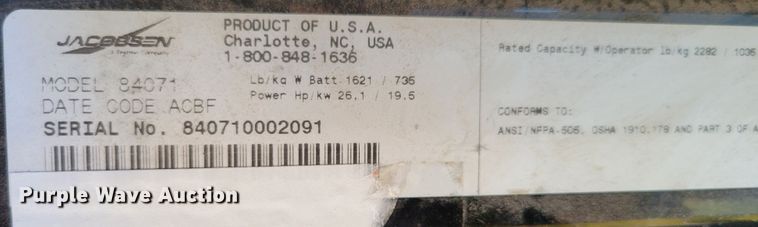 JACOBSEN
A Textron Company
PRODUCT OF U.S.A.
Charlotte, NC, USA
1-800-848-1636
MODEL 84071
Lb/kg W Batt 1621 / 735
Power Hp/kw 26.1 / 19.5
DATE CODE ACBF
SERIAL No. 840710002091
Rated Capacity W/Operator lb/kg 2282 / 1035
CONFORMS TO:
ANSI/NFPA-505, OSHA 1910.178 AND PART 3 OF A
Purple Wave Auction